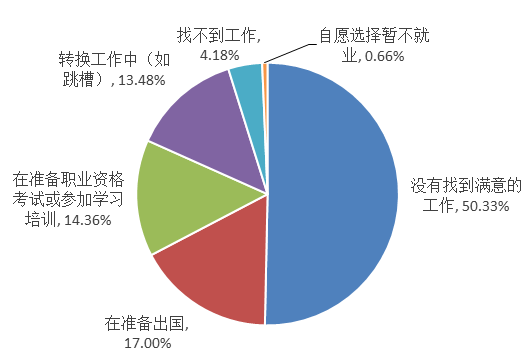 找不到工作,
4.18%
自愿选择暂不就
业, 0.66%
转换工作中（如
跳槽）, 13.48%
没有找到满意的
工作, 50.33%
在准备职业资格
考试或参加学习
培训, 14.36%
在准备出国,
17.00%